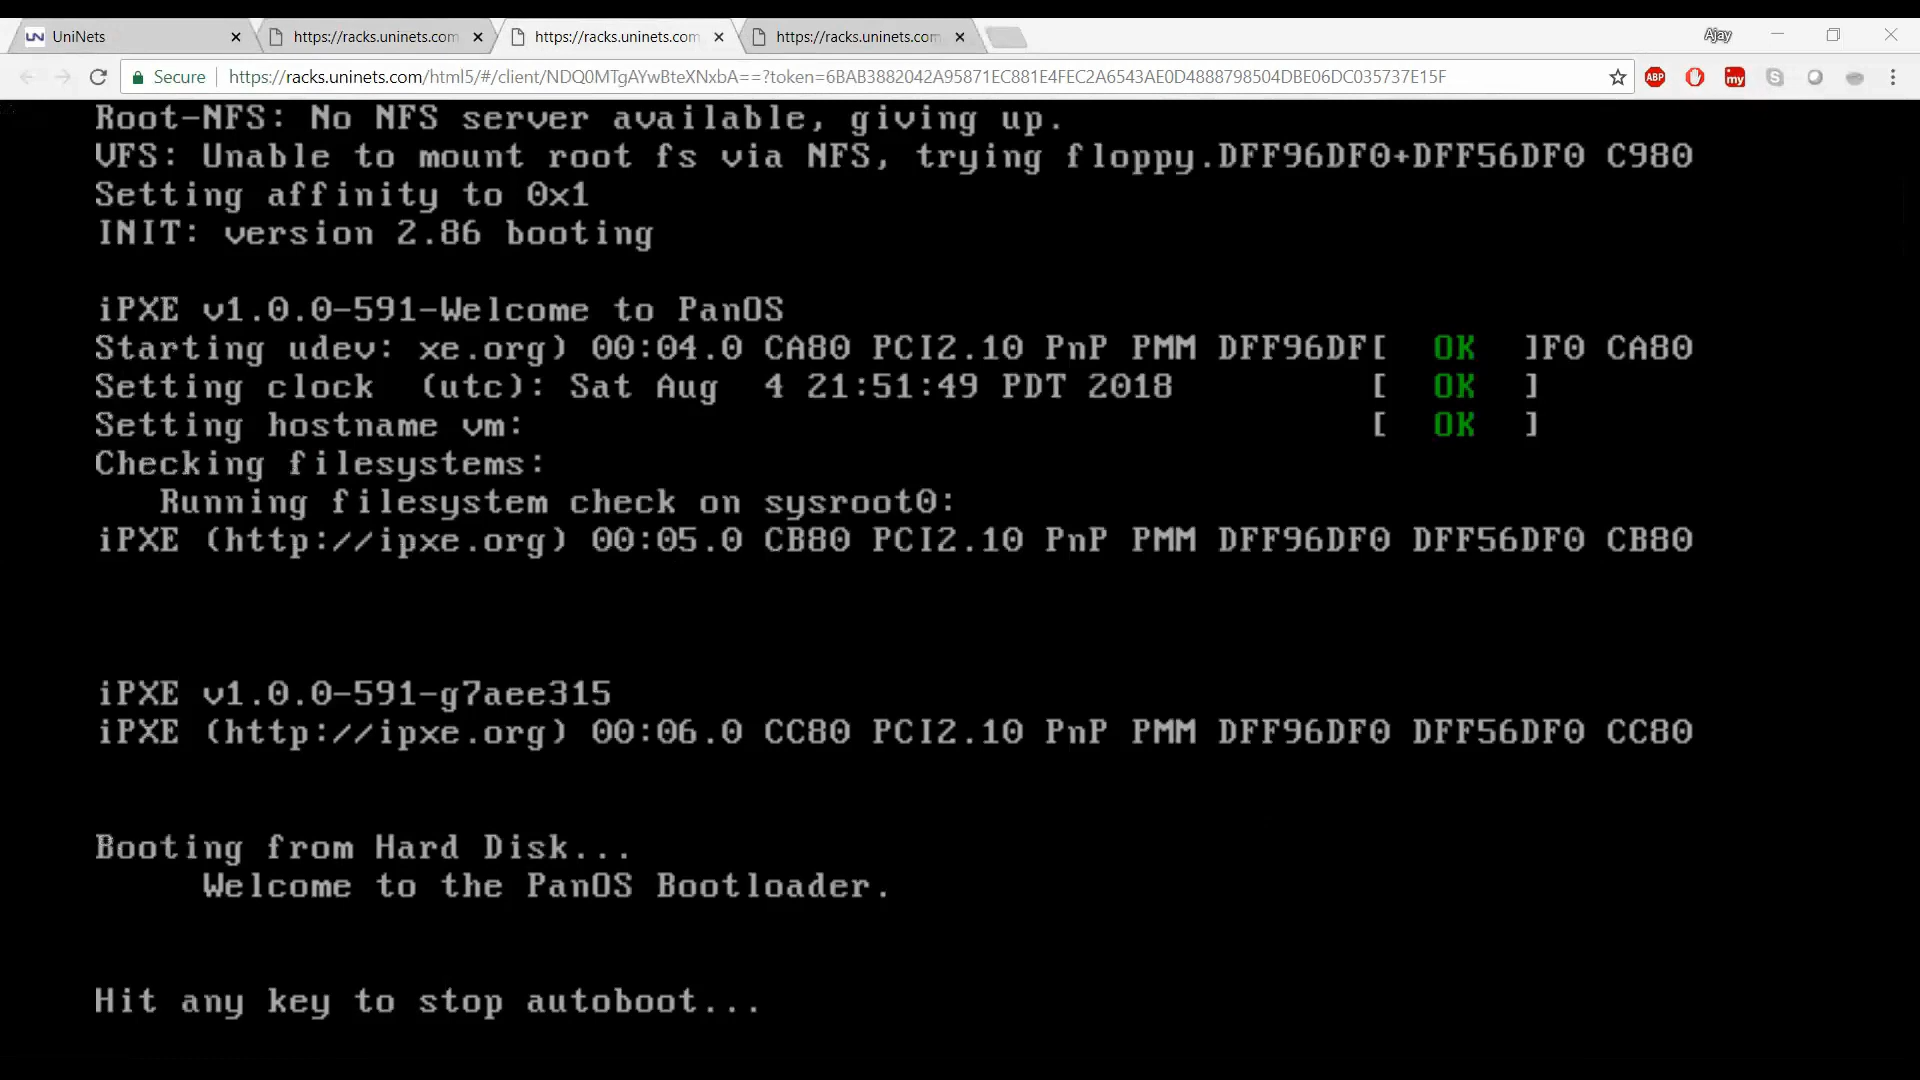 UniNets
https://racks.uninets.com
https://racks.uninets.com
https://racks.uninets.com
Ajay
Secure https://racks.uninets.com/html5/#/client/NDQ0MTgAYwBteXNxbA==?token=6BAB3882042A95871EC881E4FEC2A6543AE0D4888798504DBE06DC035737E15F
ABP
my
Root-NFS: No NFS server available, giving up.
VFS: Unable to mount root fs via NFS, trying floppy.DFF96DF0+DFF56DF0 C980
Setting affinity to 0x1
INIT: version 2.86 booting
iPXE v1.0.0-591-Welcome to PanOS
Starting udev: xe.org) 00:04.0 CA80 PCI2.10 PnP PMM DFF96DF[ OK ]F0 CA80
Setting clock (utc): Sat Aug 4 21:51:49 PDT 2018 [ OK ]
Setting hostname vm: [ OK ]
Checking filesystems:
Running filesystem check on sysroot0:
iPXE (http://ipxe.org) 00:05.0 CB80 PCI2.10 PnP PMM DFF96DF0 DFF56DF0 CB80
iPXE v1.0.0-591-g7aee315
iPXE (http://ipxe.org) 00:06.0 CC80 PCI2.10 PnP PMM DFF96DF0 DFF56DF0 CC80
Booting from Hard Disk...
Welcome to the PanOS Bootloader.
Hit any key to stop autoboot...